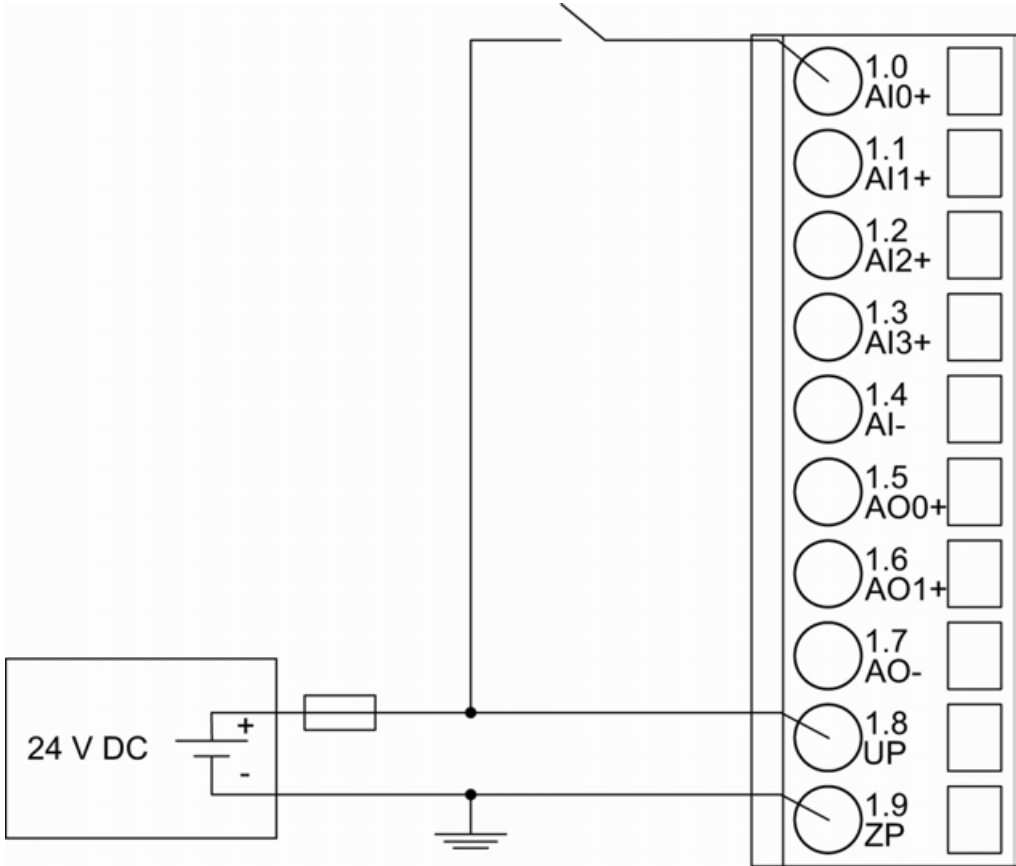 1.0
AI0+
1.1
AI1+
1.2
AI2+
1.3
AI3+
1.4
AI-
1.5
AO0+
1.6
AO1+
1.7
AO-
24 V DC
+
-
1.8
UP
1.9
ZP